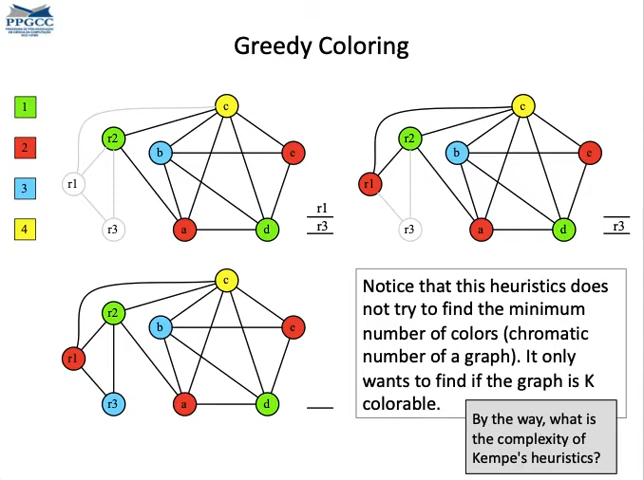 PPGCC
Greedy Coloring
1
2
3
4
c
r2
b
e
r1
r3
a
d
r1
r3
c
r2
b
e
r1
r3
a
d
r3
c
r2
b
e
r1
r3
a
d
Notice that this heuristics does
not try to find the minimum
number of colors (chromatic
number of a graph). It only
wants to find if the graph is K
colorable.
By the way, what is
the complexity of
Kempe's heuristics?